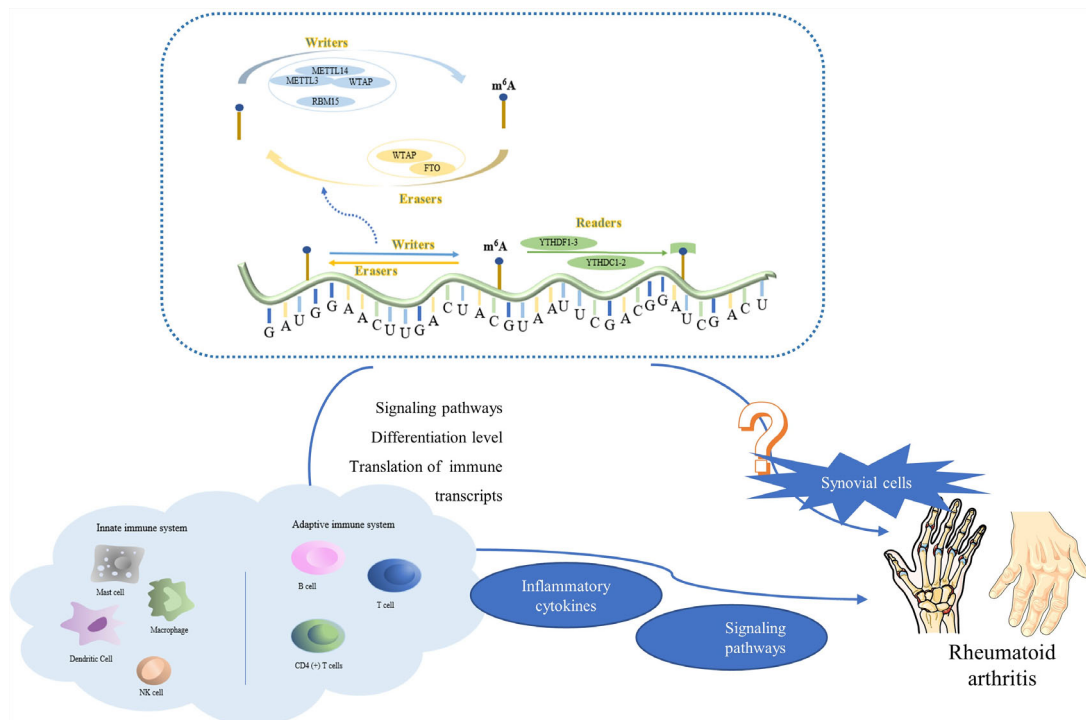 Writers
METTL14
METTL3
WTAP
RBM15
m⁶A
WTAP
FTO
Erasers
Readers
Writers
m⁶A
YTHDF1-3
Erasers
YTHDC1-2
G A U G G A A C U U G A C U A C G U A A U U C G A C G G A U C G A C U
Signaling pathways
Differentiation level
Translation of immune
transcripts
?
Synovial cells
Innate immune system
Adaptive immune system
Mast cell
B cell
T cell
Macrophage
Dendritic Cell
CD4 (+) T cells
NK cell
Inflammatory
cytokines
Signaling
pathways
Rheumatoid
arthritis